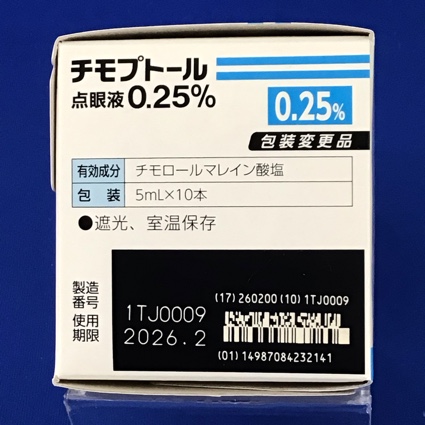 チモプトール
点眼液0.25%
0.25%
包装変更品
有効成分 チモロールマレイン酸塩
包装 5mL×10本
●遮光、室温保存
製造番号 1TJ0009
使用期限 2026.2
(17)260200(10)1TJ0009
(01)14987084232141